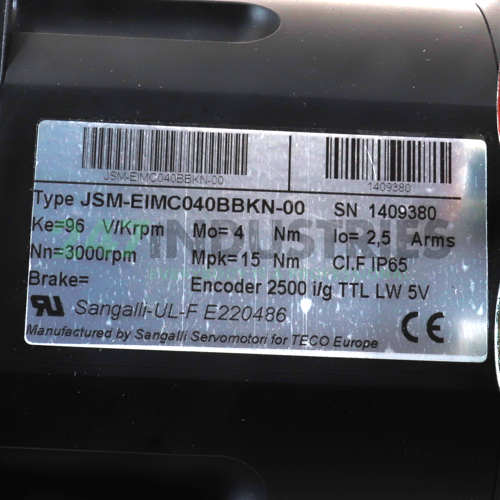 JSM-EIMC040BBKN-00 1409380
Type JSM-EIMC040BBKN-00 SN 1409380
Ke=96 V/Krpm Mo= 4 Nm Io= 2,5 Arms
Nn=3000rpm Mpk= 15 Nm Cl.F IP65
Brake= Encoder 2500 i/g TTL LW 5V
Sangalli-UL-F E220486 CE
Manufactured by Sangalli Servomotori for TECO Europe
INDUSTRIES